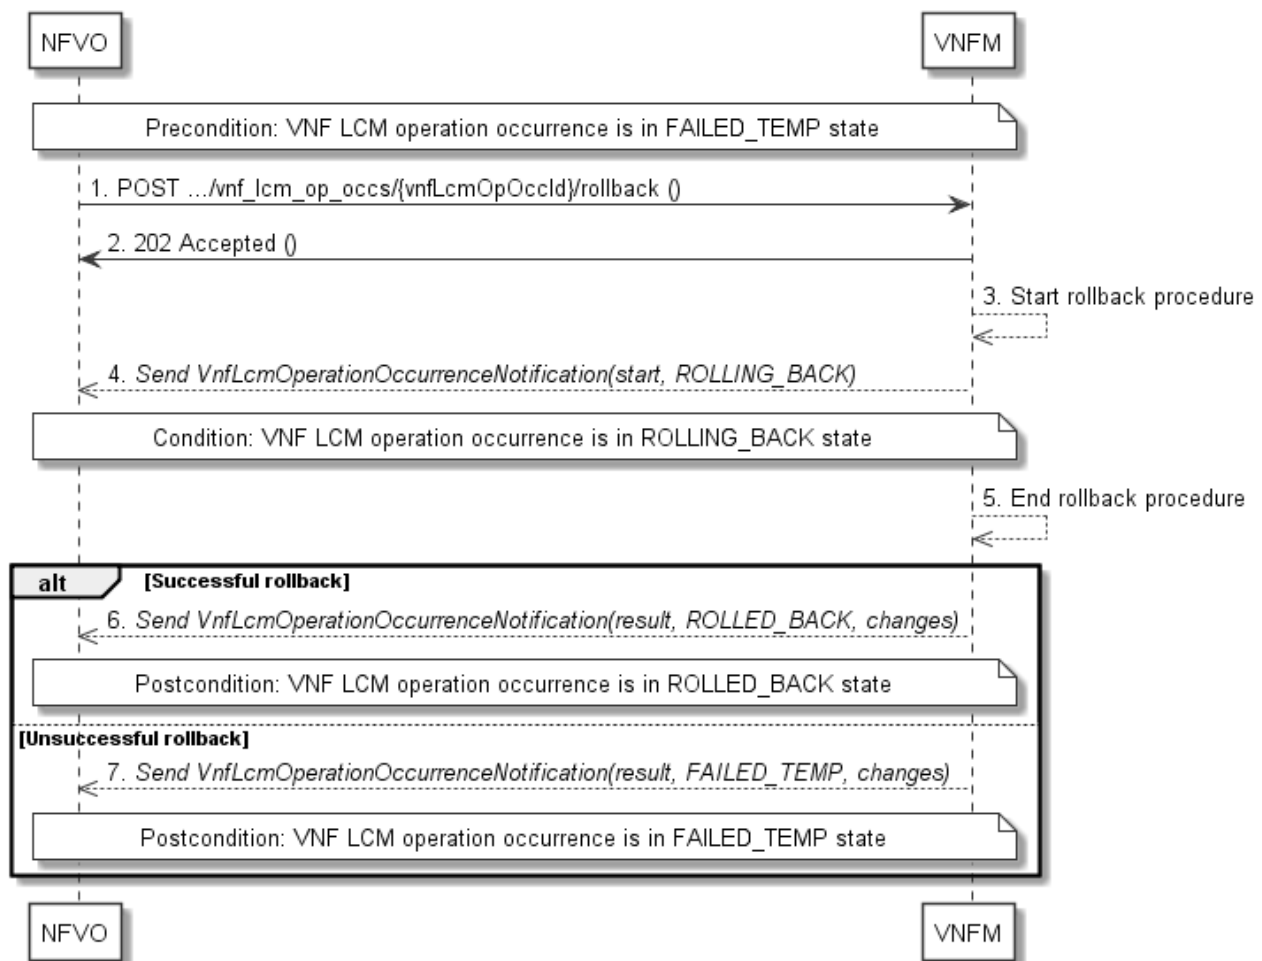 NFVO VNFM
Precondition: VNF LCM operation occurrence is in FAILED_TEMP state
1. POST .../vnf_lcm_op_occs/{vnfLcmOpOccId}/rollback ()
2. 202 Accepted ()
3. Start rollback procedure
4. Send VnfLcmOperationOccurrenceNotification(start, ROLLING_BACK)
Condition: VNF LCM operation occurrence is in ROLLING_BACK state
5. End rollback procedure
alt [Successful rollback]
6. Send VnfLcmOperationOccurrenceNotification(result, ROLLED_BACK, changes)
Postcondition: VNF LCM operation occurrence is in ROLLED_BACK state
[Unsuccessful rollback]
7. Send VnfLcmOperationOccurrenceNotification(result, FAILED_TEMP, changes)
Postcondition: VNF LCM operation occurrence is in FAILED_TEMP state
NFVO VNFM